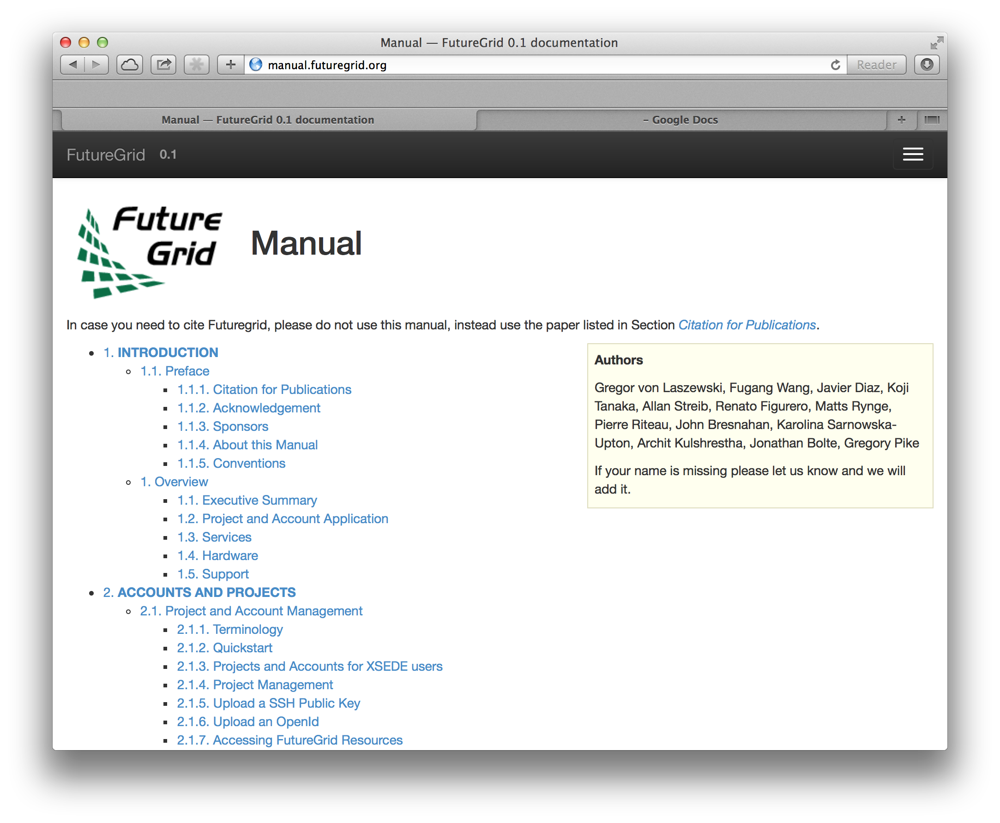 Manual — FutureGrid 0.1 documentation
manual.futuregrid.org
Reader
Manual — FutureGrid 0.1 documentation
– Google Docs
FutureGrid 0.1
Future
Grid
Manual
In case you need to cite Futuregrid, please do not use this manual, instead use the paper listed in Section Citation for Publications.
1. INTRODUCTION
1.1. Preface
1.1.1. Citation for Publications
1.1.2. Acknowledgement
1.1.3. Sponsors
1.1.4. About this Manual
1.1.5. Conventions
1. Overview
1.1. Executive Summary
1.2. Project and Account Application
1.3. Services
1.4. Hardware
1.5. Support
2. ACCOUNTS AND PROJECTS
2.1. Project and Account Management
2.1.1. Terminology
2.1.2. Quickstart
2.1.3. Projects and Accounts for XSEDE users
2.1.4. Project Management
2.1.5. Upload a SSH Public Key
2.1.6. Upload an OpenId
2.1.7. Accessing FutureGrid Resources
Authors
Gregor von Laszewski, Fugang Wang, Javier Diaz, Koji
Tanaka, Allan Streib, Renato Figurero, Matts Rynge,
Pierre Riteau, John Bresnahan, Karolina Sarnowska-
Upton, Archit Kulshrestha, Jonathan Bolte, Gregory Pike
If your name is missing please let us know and we will
add it.